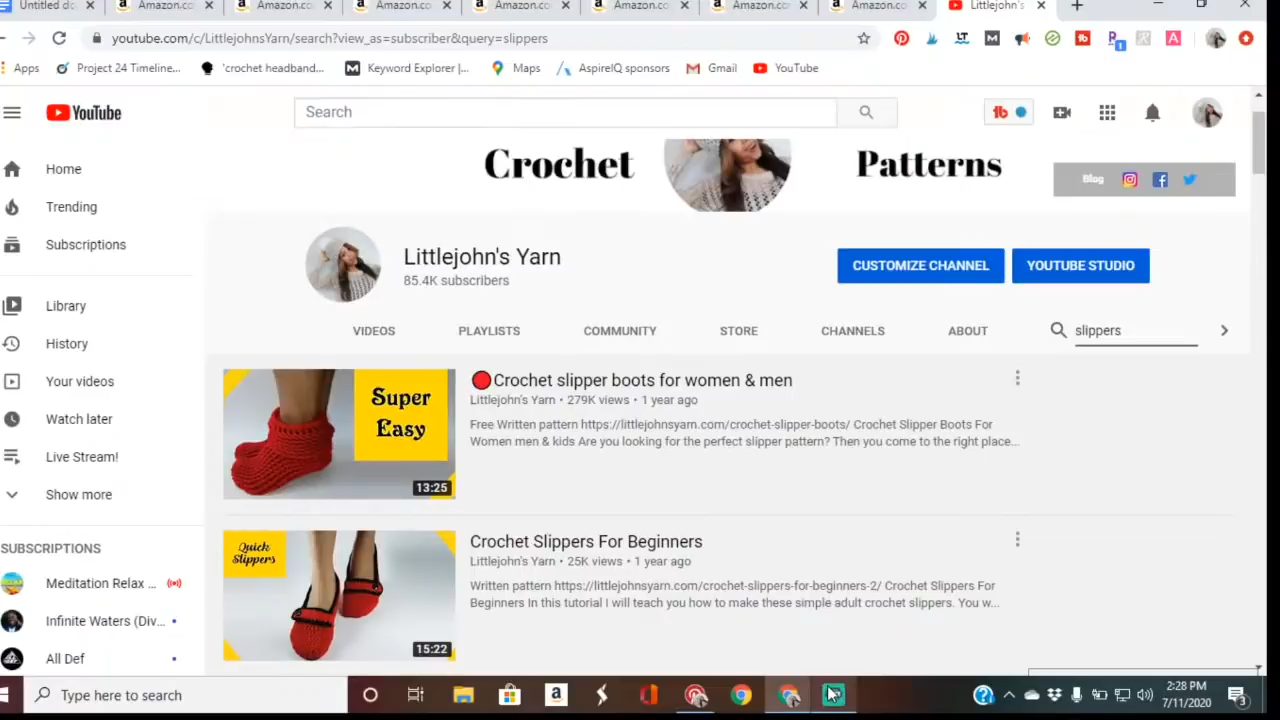 Untitled do
Amazon.co
Amazon.co
Amazon.co
Amazon.co
Amazon.co
Amazon.co
Amazon.co
Littlejohn's
youtube.com/c/LittlejohnsYarn/search?view_as=subscriber&query=slippers
Apps
Project 24 Timeline...
'crochet headband...
Keyword Explorer |...
Maps
AspireIQ sponsors
Gmail
YouTube
YouTube
Search
Home
Trending
Subscriptions
Library
History
Your videos
Watch later
Live Stream!
Show more
SUBSCRIPTIONS
Meditation Relax ...
Infinite Waters (Div...
All Def
Crochet
Patterns
Blog
Littlejohn's Yarn
85.4K subscribers
CUSTOMIZE CHANNEL
YOUTUBE STUDIO
VIDEOS
PLAYLISTS
COMMUNITY
STORE
CHANNELS
ABOUT
slippers
Super
Easy
13:25
Crochet slipper boots for women & men
Littlejohn's Yarn • 279K views • 1 year ago
Free Written pattern https://littlejohnsyarn.com/crochet-slipper-boots/ Crochet Slipper Boots For
Women men & kids Are you looking for the perfect slipper pattern? Then you come to the right place...
Quick
Slippers
15:22
Crochet Slippers For Beginners
Littlejohn's Yarn • 25K views • 1 year ago
Written pattern https://littlejohnsyarn.com/crochet-slippers-for-beginners-2/ Crochet Slippers For
Beginners In this tutorial I will teach you how to make these simple adult crochet slippers. You w...
Type here to search
2:28 PM
7/11/2020
3